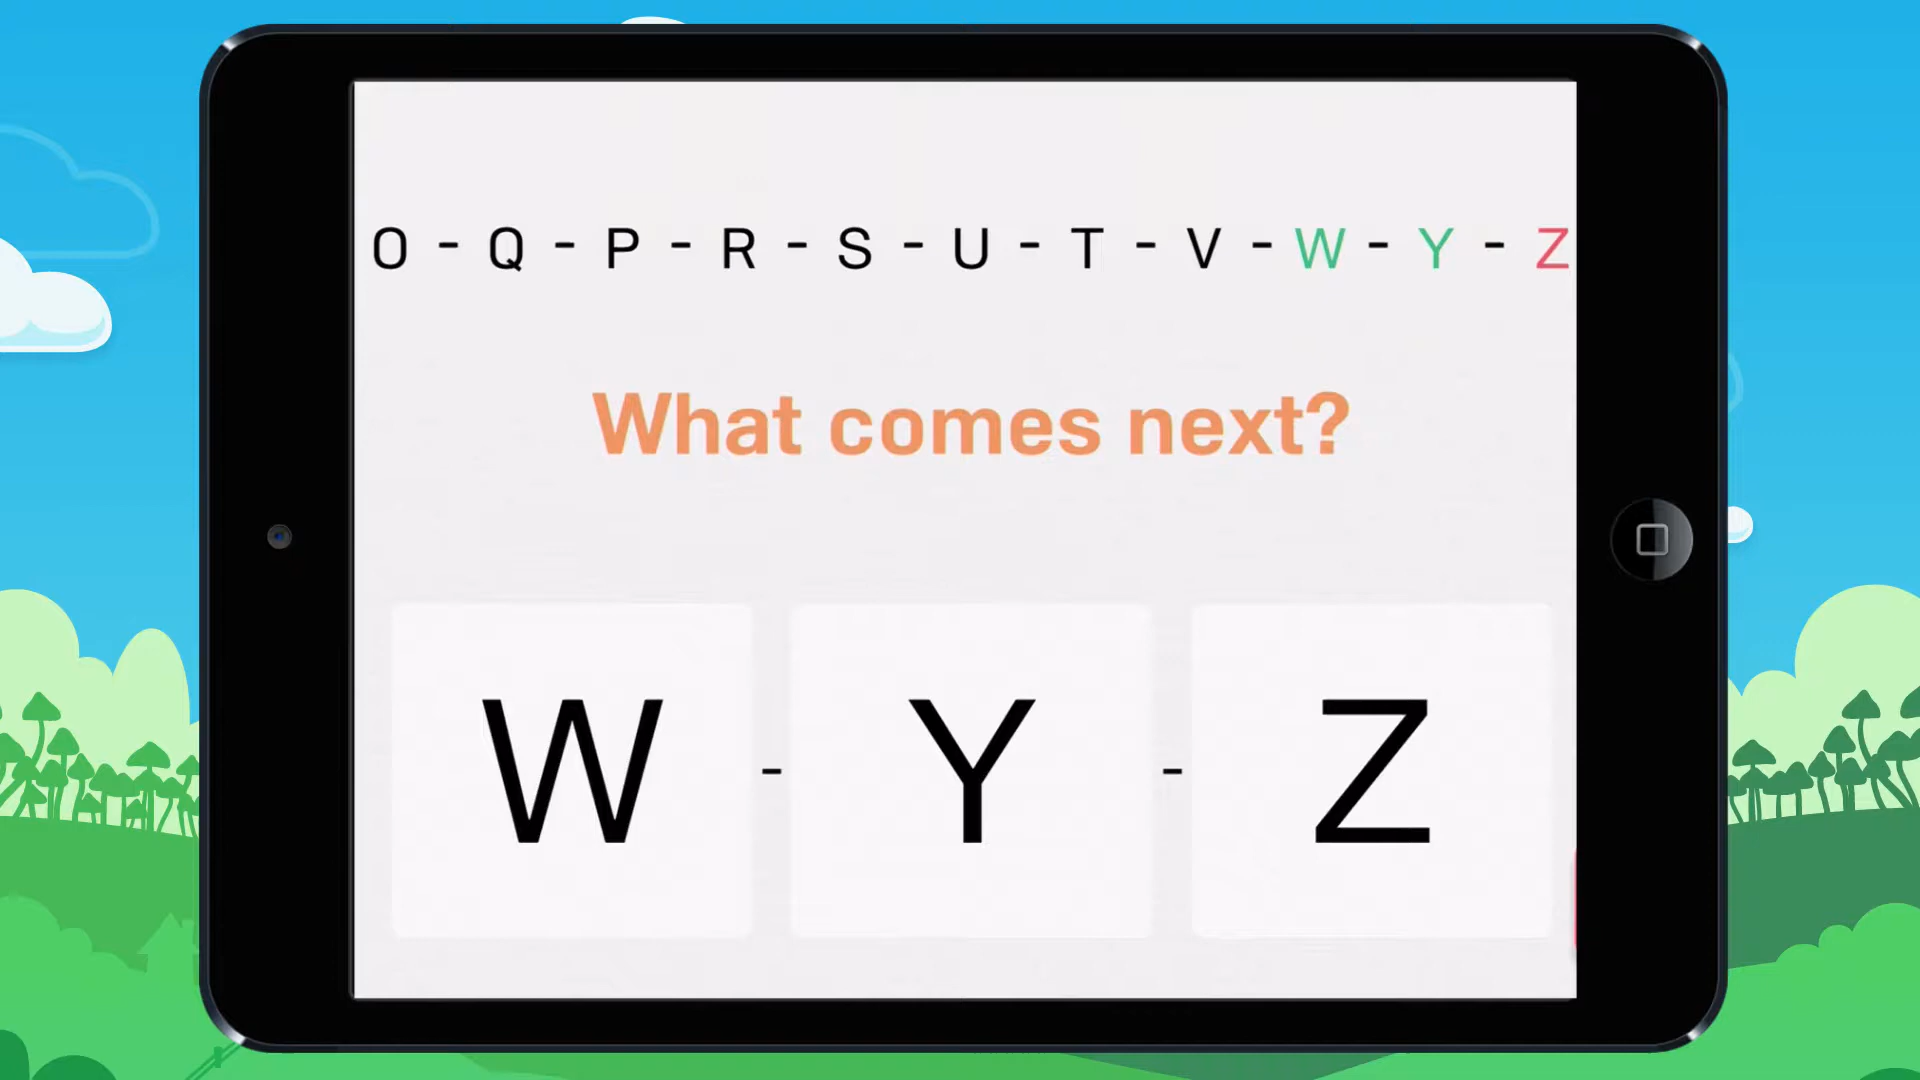 O - Q - P - R - S - U - T - V - W - Y - Z
What comes next?
W - Y - Z